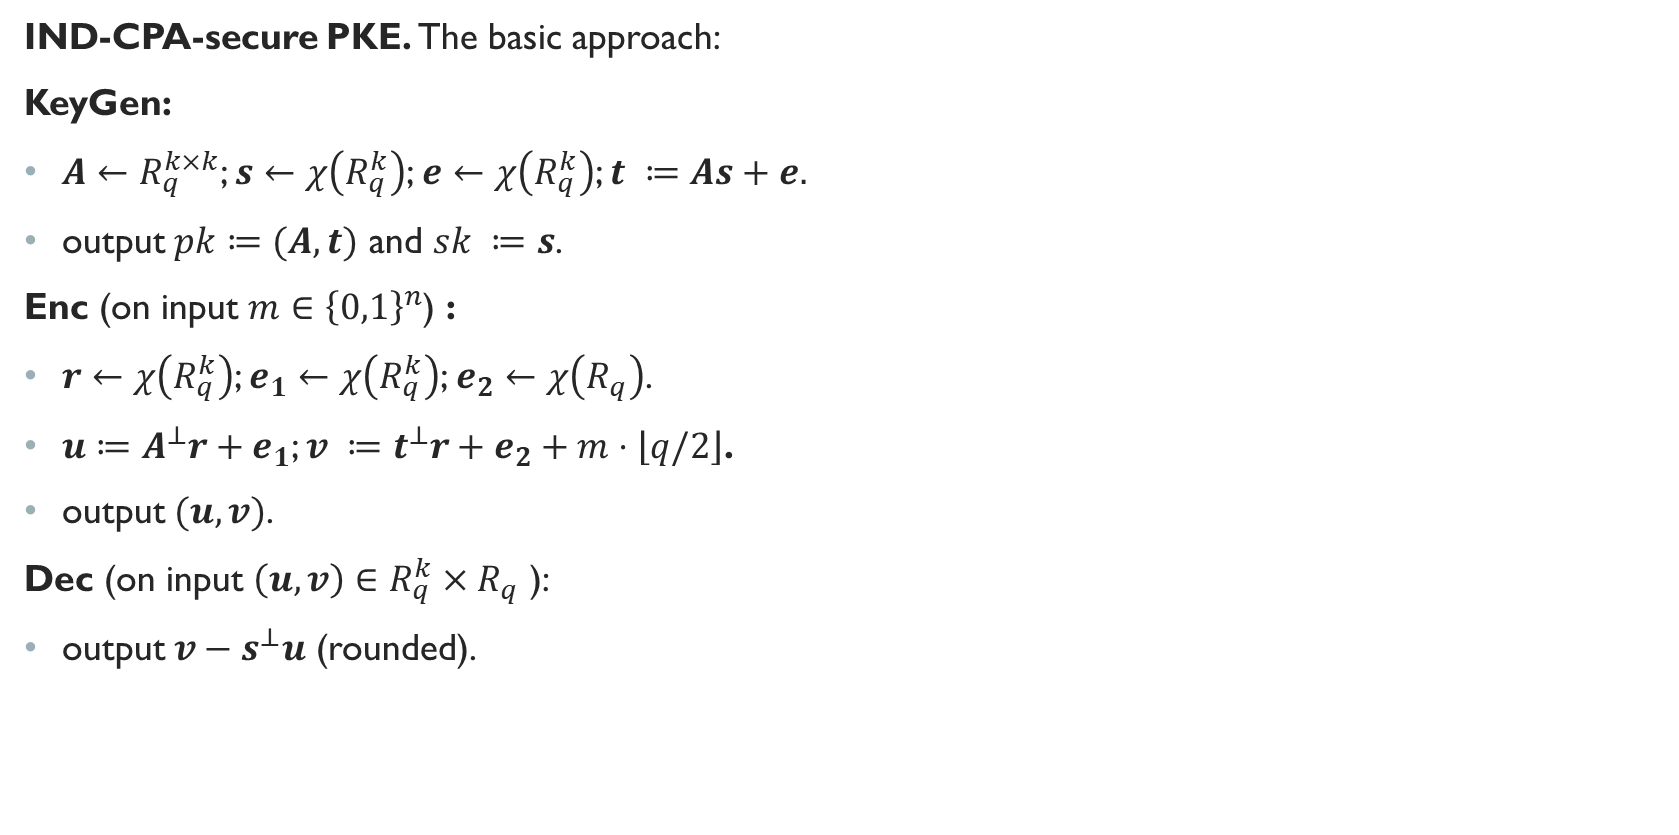 IND-CPA-secure PKE. The basic approach:
KeyGen:
• 𝑨 ← 𝑅_q^{k×k}; 𝒔 ← χ(𝑅_q^k); 𝒆 ← χ(𝑅_q^k); 𝒕 ≔ 𝑨𝒔 + 𝒆.
• output 𝑝𝑘 ≔ (𝑨, 𝒕) and 𝑠𝑘 ≔ 𝒔.
Enc (on input 𝑚 ∈ {0,1}^n) :
• 𝒓 ← χ(𝑅_q^k); 𝒆_𝟏 ← χ(𝑅_q^k); 𝒆_𝟐 ← χ(𝑅_q).
• 𝒖 ≔ 𝑨^⊥𝒓 + 𝒆_𝟏; 𝒗 ≔ 𝒕^⊥𝒓 + 𝒆_𝟐 + 𝑚 · ⌊𝑞/2⌋.
• output (𝒖, 𝒗).
Dec (on input (𝒖, 𝒗) ∈ 𝑅_q^k × 𝑅_q ):
• output 𝒗 − 𝒔^⊥𝒖 (rounded).